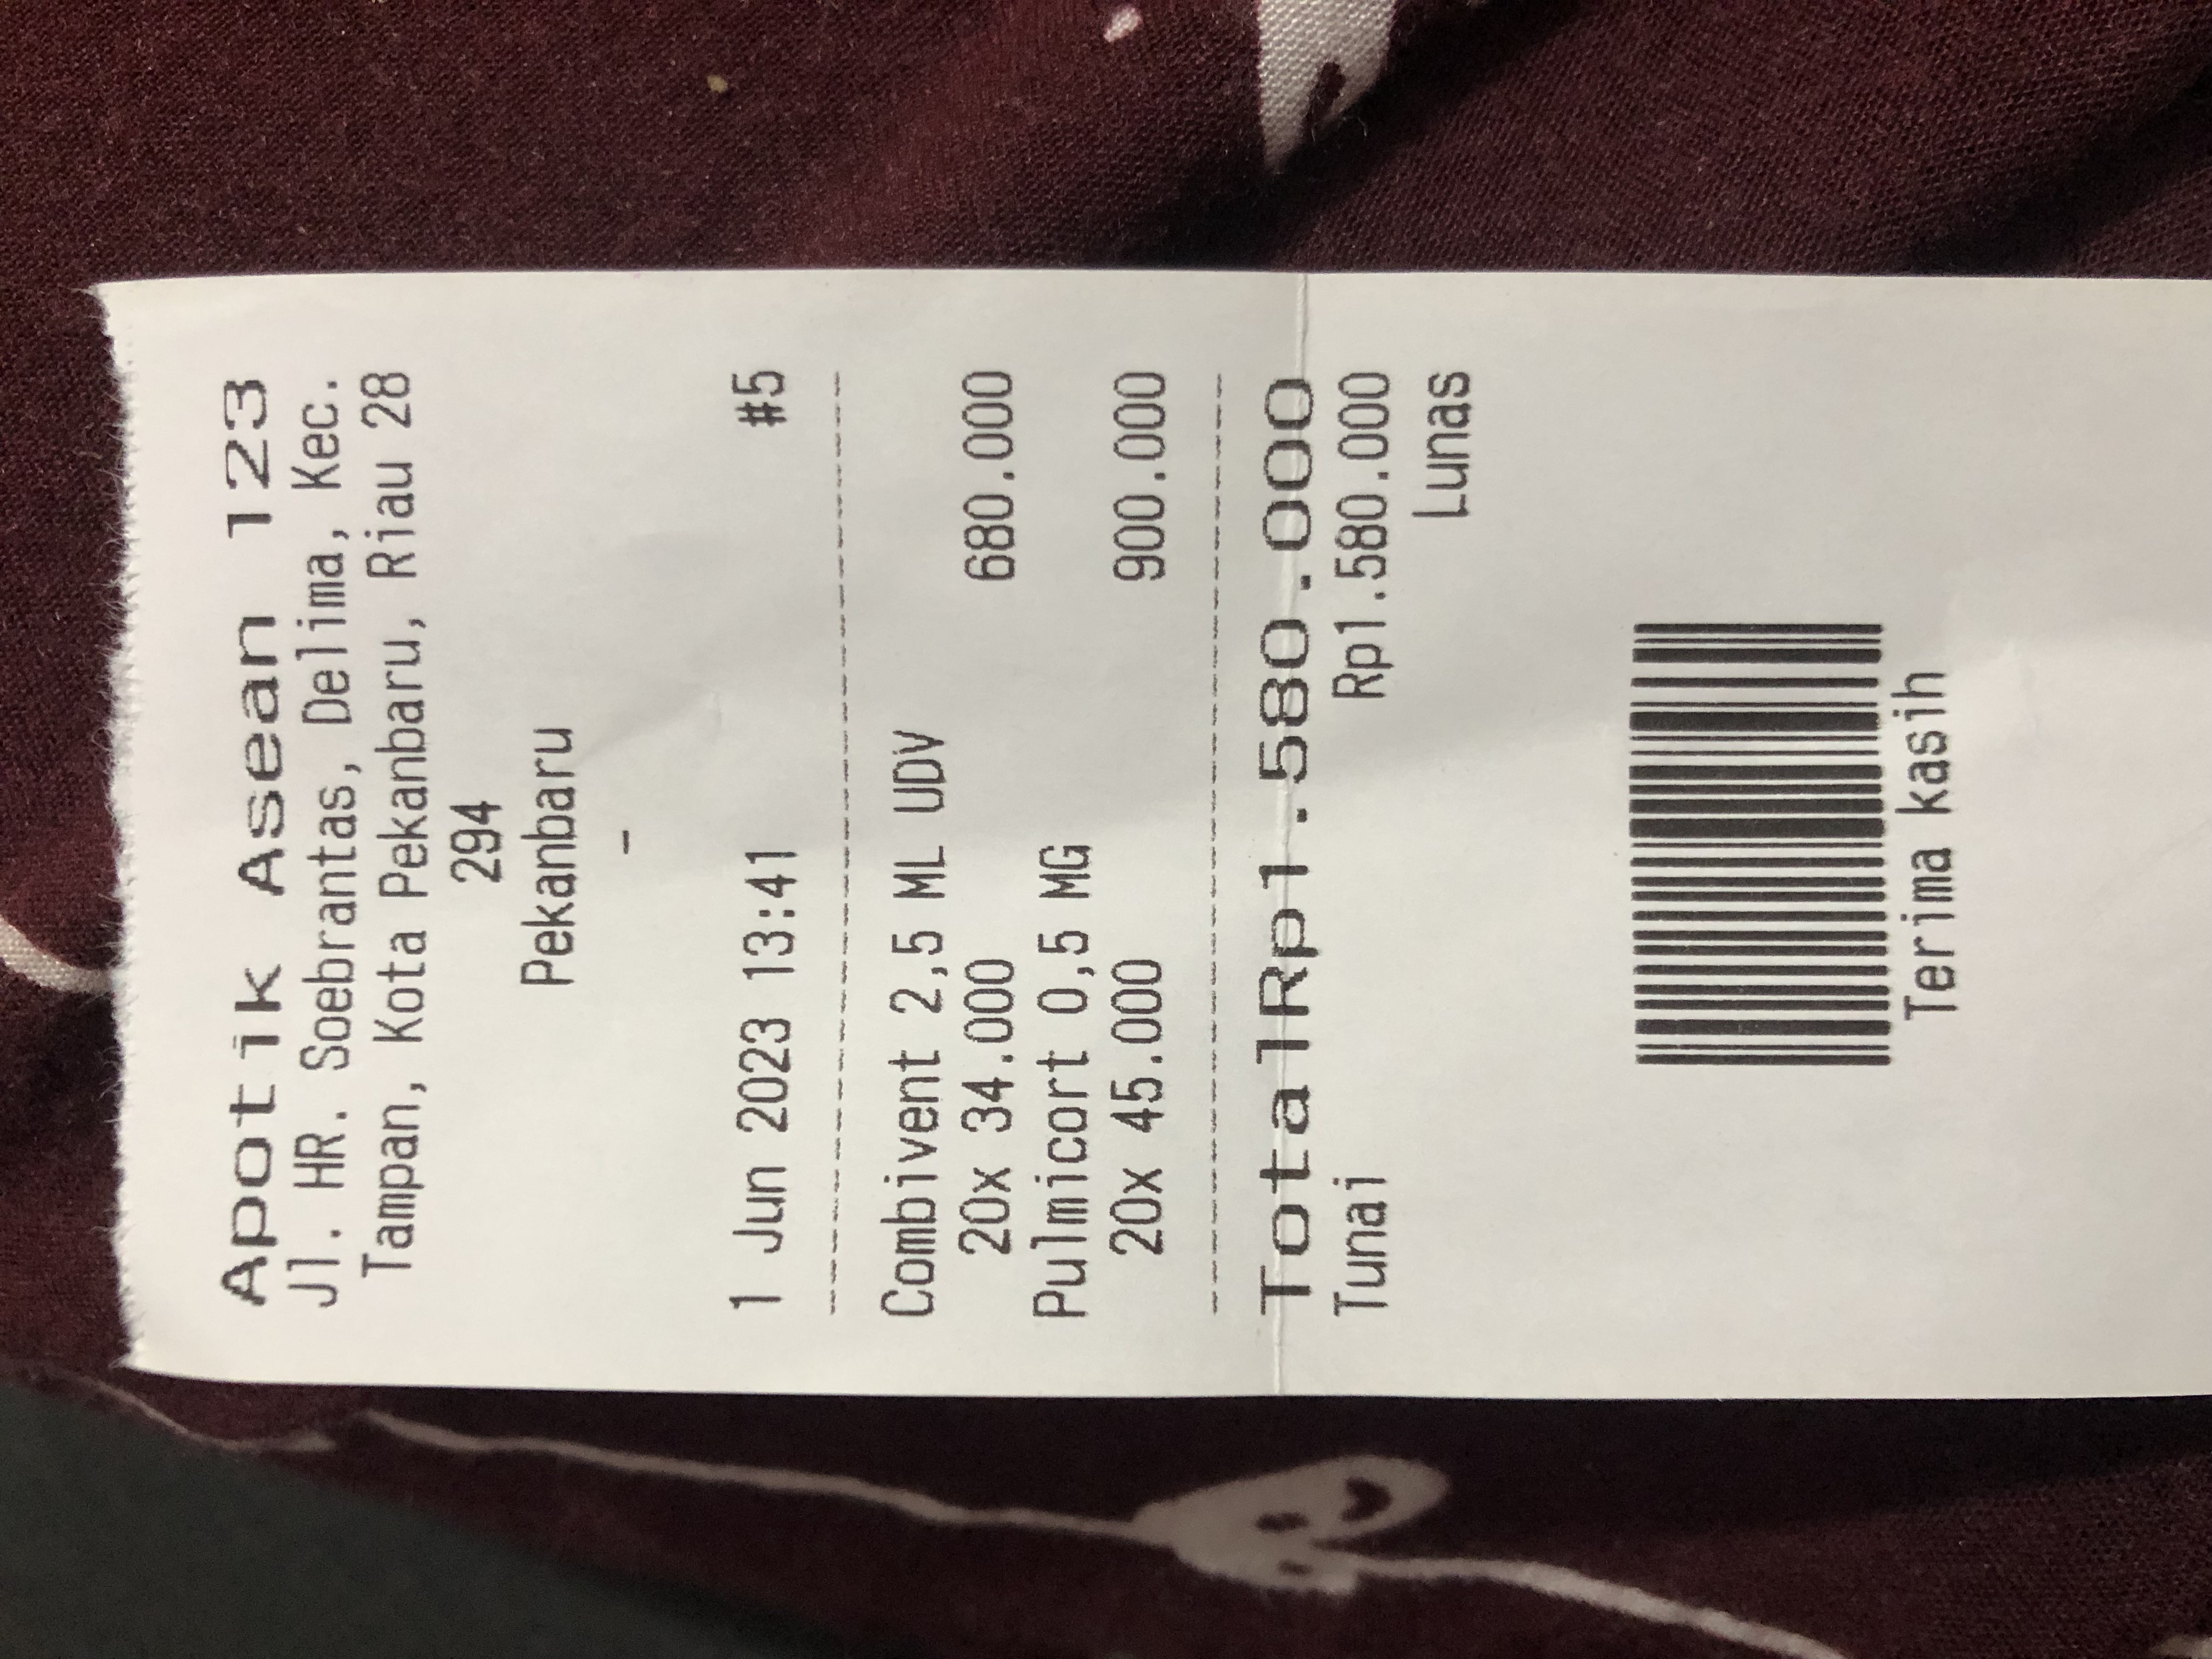 Apotik Asean 123
Jl. HR. Soebrantas, Delima, Kec.
Tampan, Kota Pekanbaru, Riau 28
294
Pekanbaru
-
1 Jun 2023 13:41 #5
Combivent 2,5 ML UDV
20x 34.000 680.000
Pulmicort 0,5 MG
20x 45.000 900.000
TotalRp1.580.000
Tunai Rp1.580.000
Lunas
Terima kasih